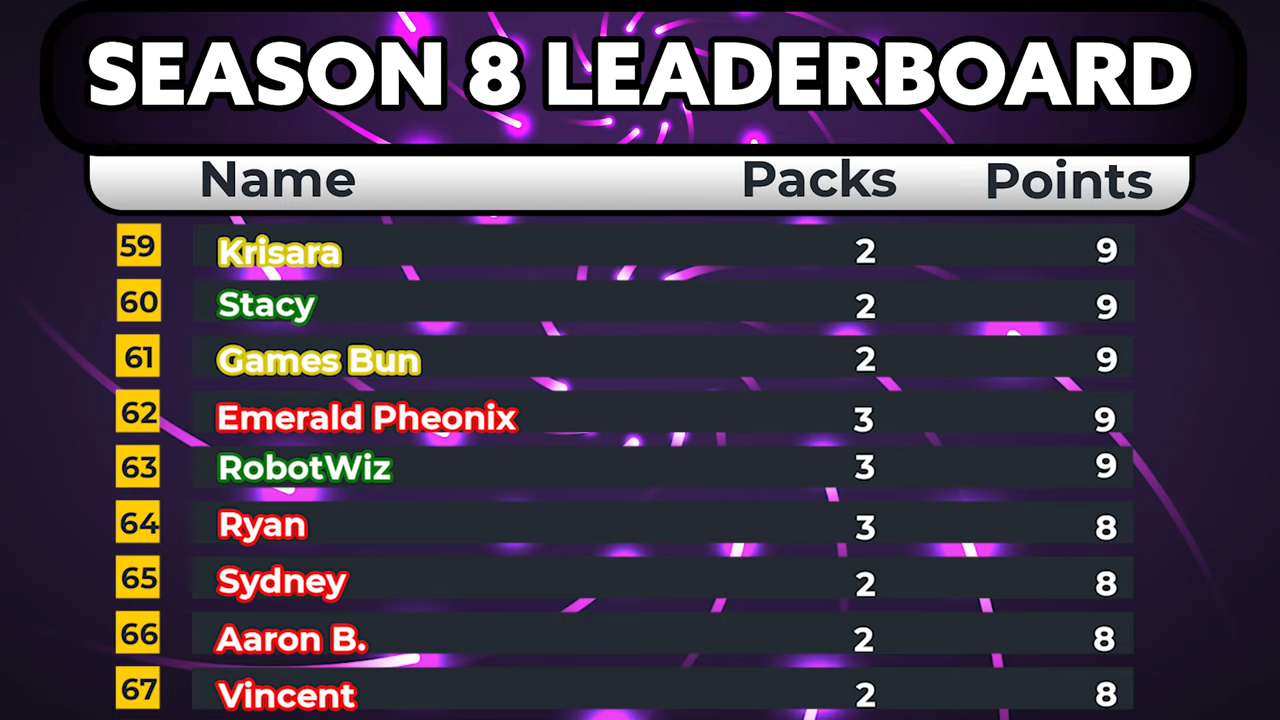 SEASON 8 LEADERBOARD
Name Packs Points
59 Krisara 2 9
60 Stacy 2 9
61 Games Bun 2 9
62 Emerald Pheonix 3 9
63 RobotWiz 3 9
64 Ryan 3 8
65 Sydney 2 8
66 Aaron B. 2 8
67 Vincent 2 8